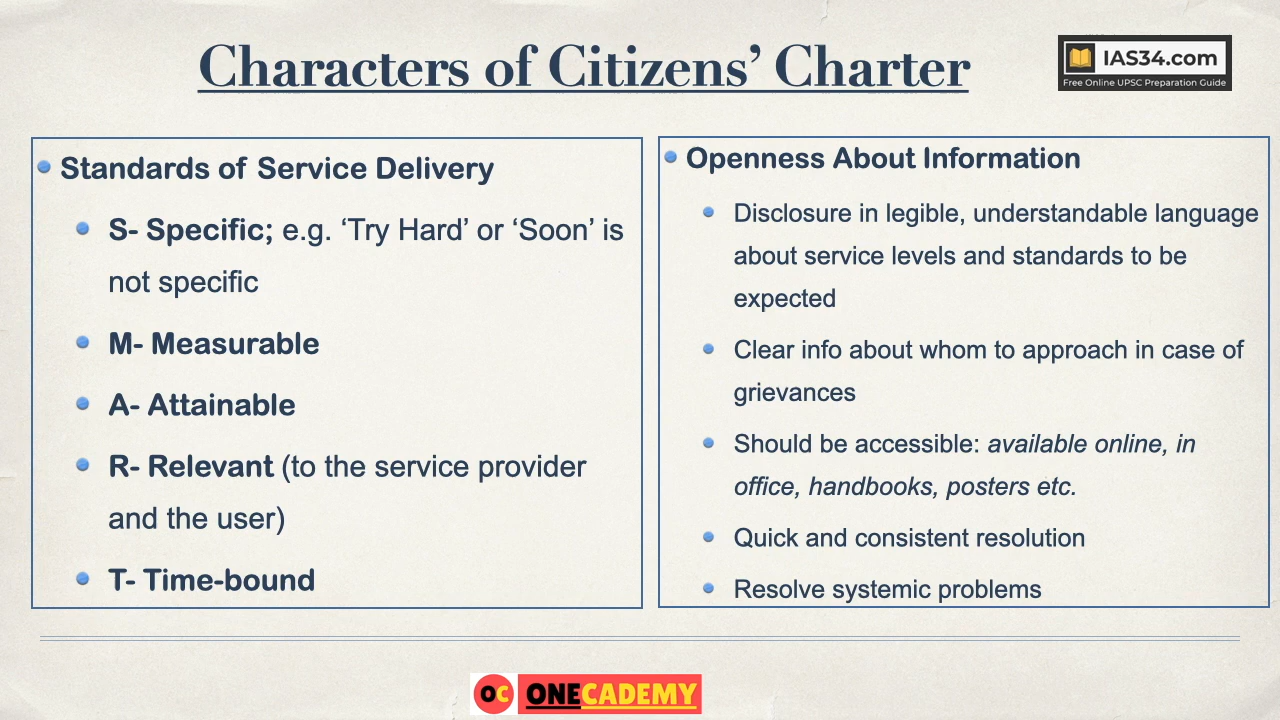 Characters of Citizens’ Charter
IAS34.com
Free Online UPSC Preparation Guide
Standards of Service Delivery
S- Specific; e.g. ‘Try Hard’ or ‘Soon’ is
not specific
M- Measurable
A- Attainable
R- Relevant (to the service provider
and the user)
T- Time-bound
Openness About Information
Disclosure in legible, understandable language
about service levels and standards to be
expected
Clear info about whom to approach in case of
grievances
Should be accessible: available online, in
office, handbooks, posters etc.
Quick and consistent resolution
Resolve systemic problems
OC ONECADEMY